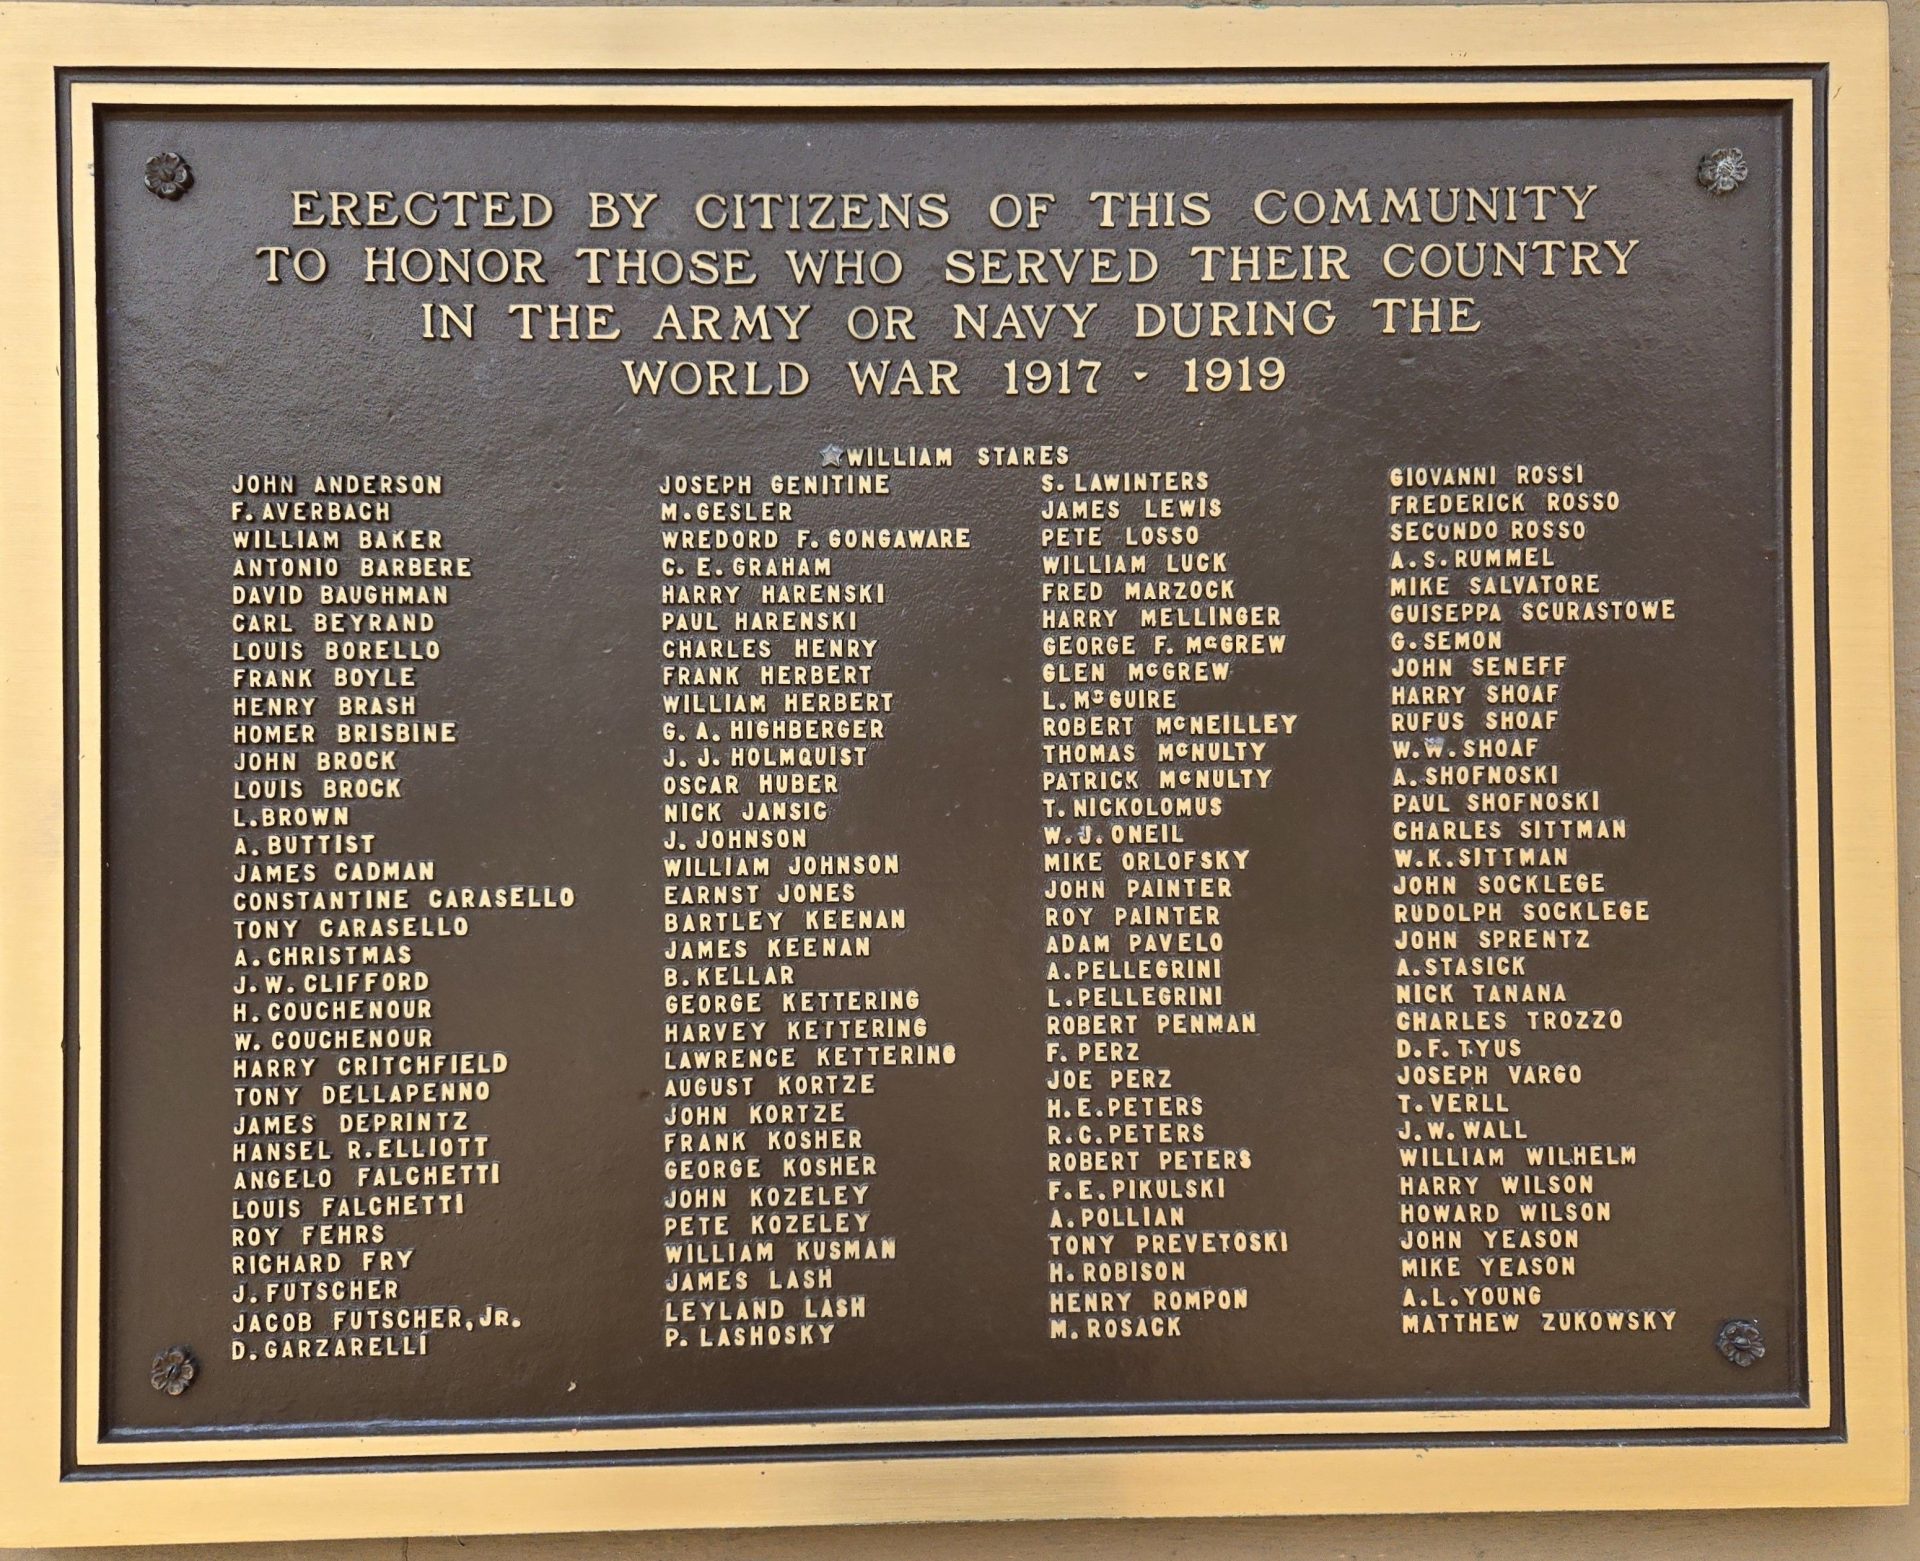 ERECTED BY CITIZENS OF THIS COMMUNITY
TO HONOR THOSE WHO SERVED THEIR COUNTRY
IN THE ARMY OR NAVY DURING THE
WORLD WAR 1917 - 1919
★WILLIAM STARES
JOHN ANDERSON
F. AVERBACH
WILLIAM BAKER
ANTONIO BARBERE
DAVID BAUGHMAN
CARL BEYRAND
LOUIS BORELLO
FRANK BOYLE
HENRY BRASH
HOMER BRISBINE
JOHN BROCK
LOUIS BROCK
L. BROWN
A. BUTTIST
JAMES CADMAN
CONSTANTINE CARASELLO
TONY CARASELLO
A. CHRISTMAS
J. W. CLIFFORD
H. COUCHENOUR
W. COUCHENOUR
HARRY CRITCHFIELD
TONY DELLAPENNO
JAMES DEPRINTZ
HANSEL R. ELLIOTT
ANGELO FALCHETTI
LOUIS FALCHETTI
ROY FEHRS
RICHARD FRY
J. FUTSCHER
JACOB FUTSCHER, JR.
D. GARZARELLI
JOSEPH GENITINE
M. GESLER
WREDORD F. GONGAWARE
C. E. GRAHAM
HARRY HARENSKI
PAUL HARENSKI
CHARLES HENRY
FRANK HERBERT
WILLIAM HERBERT
G. A. HIGHBERGER
J. J. HOLMQUIST
OSCAR HUBER
NICK JANSIC
J. JOHNSON
WILLIAM JOHNSON
EARNST JONES
BARTLEY KEENAN
JAMES KEENAN
B. KELLAR
GEORGE KETTERING
HARVEY KETTERING
LAWRENCE KETTERING
AUGUST KORTZE
JOHN KORTZE
FRANK KOSHER
GEORGE KOSHER
JOHN KOZELEY
PETE KOZELEY
WILLIAM KUSMAN
JAMES LASH
LEYLAND LASH
P. LASHOSKY
S. LAWINTERS
JAMES LEWIS
PETE LOSSO
WILLIAM LUCK
FRED MARZOCK
HARRY MELLINGER
GEORGE F. McGREW
GLEN McGREW
L. McGUIRE
ROBERT McNEILLEY
THOMAS McNULTY
PATRICK McNULTY
T. NICKOLOMUS
W. J. ONEIL
MIKE ORLOFSKY
JOHN PAINTER
ROY PAINTER
ADAM PAVELO
A. PELLEGRINI
L. PELLEGRINI
ROBERT PENMAN
F. PERZ
JOE PERZ
H. E. PETERS
R. C. PETERS
ROBERT PETERS
F. E. PIKULSKI
A. POLLIAN
TONY PREVETOSKI
H. ROBISON
HENRY ROMPON
M. ROSACK
GIOVANNI ROSSI
FREDERICK ROSSO
SECONDO ROSSO
A. S. RUMMEL
MIKE SALVATORE
GUISEPPA SCURASTOWE
G. SEMON
JOHN SENEFF
HARRY SHOAF
RUFUS SHOAF
W. W. SHOAF
A. SHOFNOSKI
PAUL SHOFNOSKI
CHARLES SITTMAN
W. K. SITTMAN
JOHN SOCKLEGE
RUDOLPH SOCKLEGE
JOHN SPRENTZ
A. STASICK
NICK TANANA
CHARLES TROZZO
D. F. TYUS
JOSEPH VARGO
T. VERLL
J. W. WALL
WILLIAM WILHELM
HARRY WILSON
HOWARD WILSON
JOHN YEASON
MIKE YEASON
A. L. YOUNG
MATTHEW ZUKOWSKY